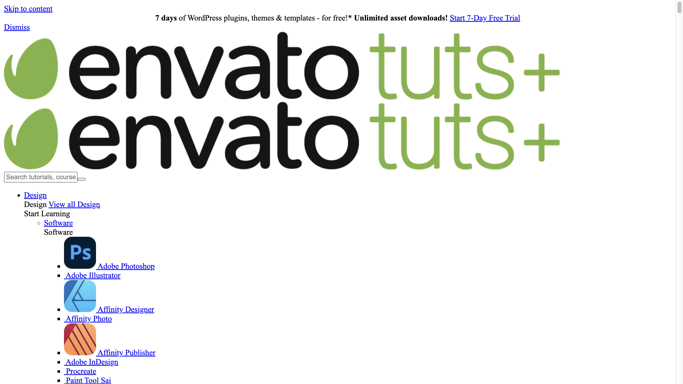 Skip to content
7 days of WordPress plugins, themes & templates - for free!* Unlimited asset downloads! Start 7-Day Free Trial
Dismiss
envato tuts+
envato tuts+
Search tutorials, course
Design
Design View all Design
Start Learning
Software
Software
Ps Adobe Photoshop
Adobe Illustrator
Affinity Designer
Affinity Photo
Affinity Publisher
Adobe InDesign
Procreate
Paint Tool Sai